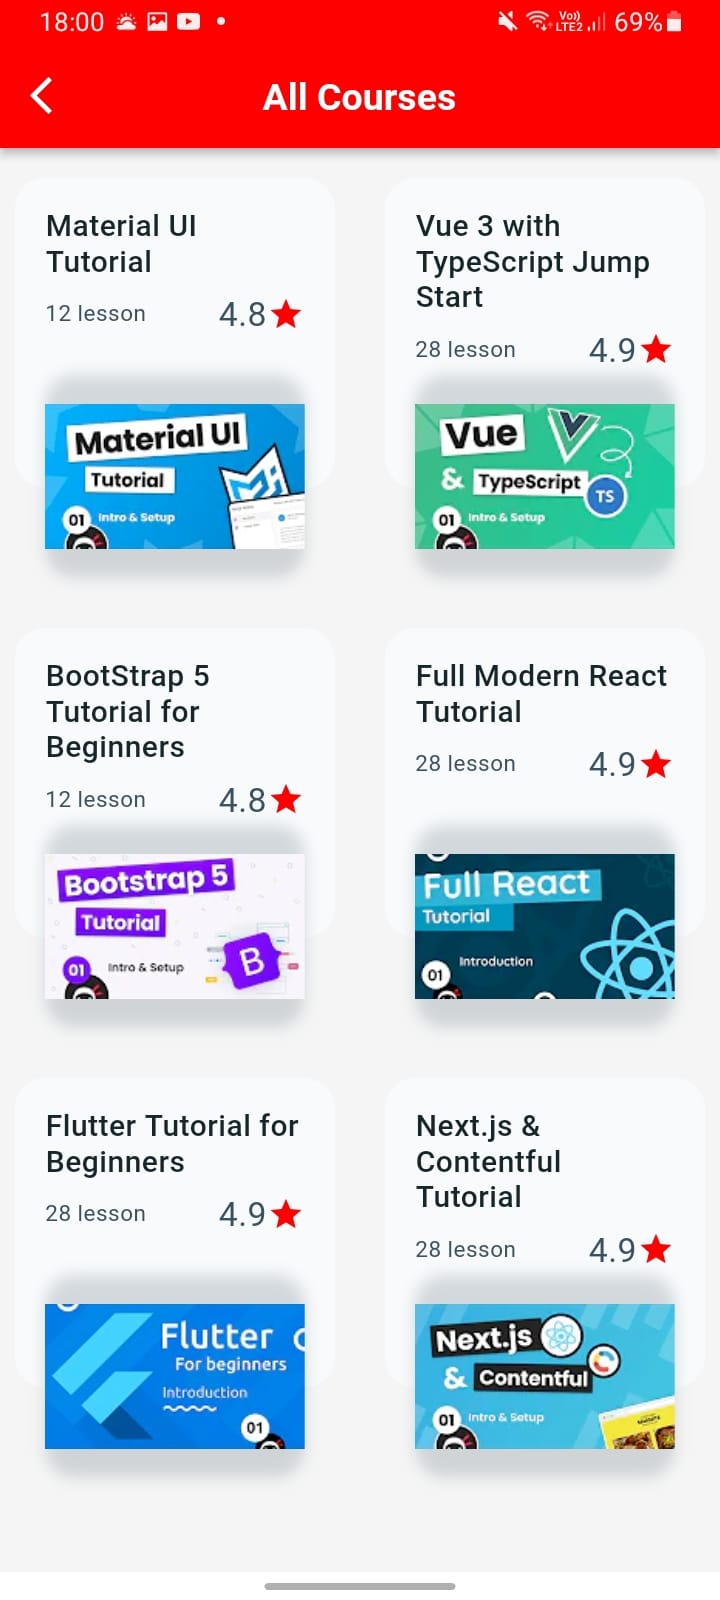 18:00
Vo))
LTE2
69%
All Courses
Material UI
Tutorial
12 lesson
4.8
Material UI
Tutorial
01 Intro & Setup
Vue 3 with
TypeScript Jump
Start
28 lesson
4.9
Vue
& TypeScript
TS
01 Intro & Setup
BootStrap 5
Tutorial for
Beginners
12 lesson
4.8
Bootstrap 5
Tutorial
01 Intro & Setup
B
Full Modern React
Tutorial
28 lesson
4.9
Full React
Tutorial
Introduction
01
Flutter Tutorial for
Beginners
28 lesson
4.9
Flutter
For beginners
Introduction
01
Next.js &
Contentful
Tutorial
28 lesson
4.9
Next.js
& Contentful
01 Intro & Setup